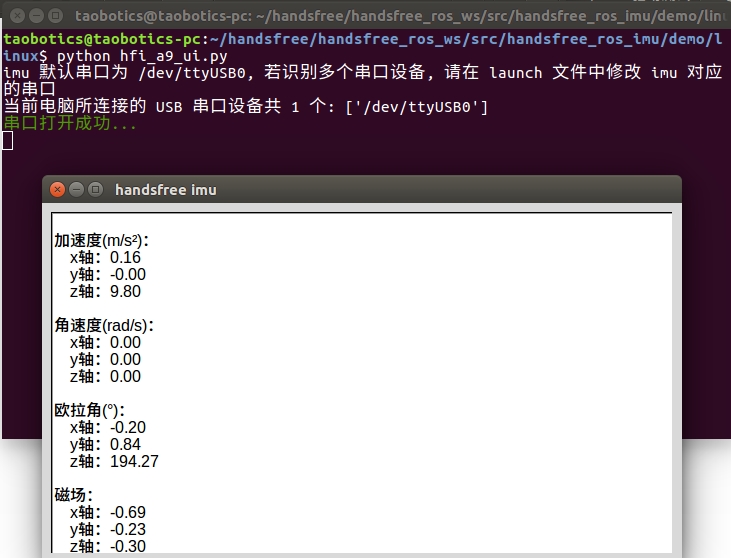 taobotics@taobotics-pc: ~/handsfree/handsfree_ros_ws/src/handsfree_ros_imu/demo/linu
taobotics@taobotics-pc:~/handsfree/handsfree_ros_ws/src/handsfree_ros_imu/demo/l
inux$ python hfi_a9_ui.py
imu 默认串口为 /dev/ttyUSB0, 若识别多个串口设备, 请在 launch 文件中修改 imu 对应
的串口
当前电脑所连接的 USB 串口设备共 1 个: ['/dev/ttyUSB0']
串口打开成功...
handsfree imu
加速度(m/s²)：
x轴：0.16
y轴：-0.00
z轴：9.80
角速度(rad/s)：
x轴：0.00
y轴：0.00
z轴：0.00
欧拉角(°)：
x轴：-0.20
y轴：0.84
z轴：194.27
磁场：
x轴：-0.69
y轴：-0.23
z轴：-0.30